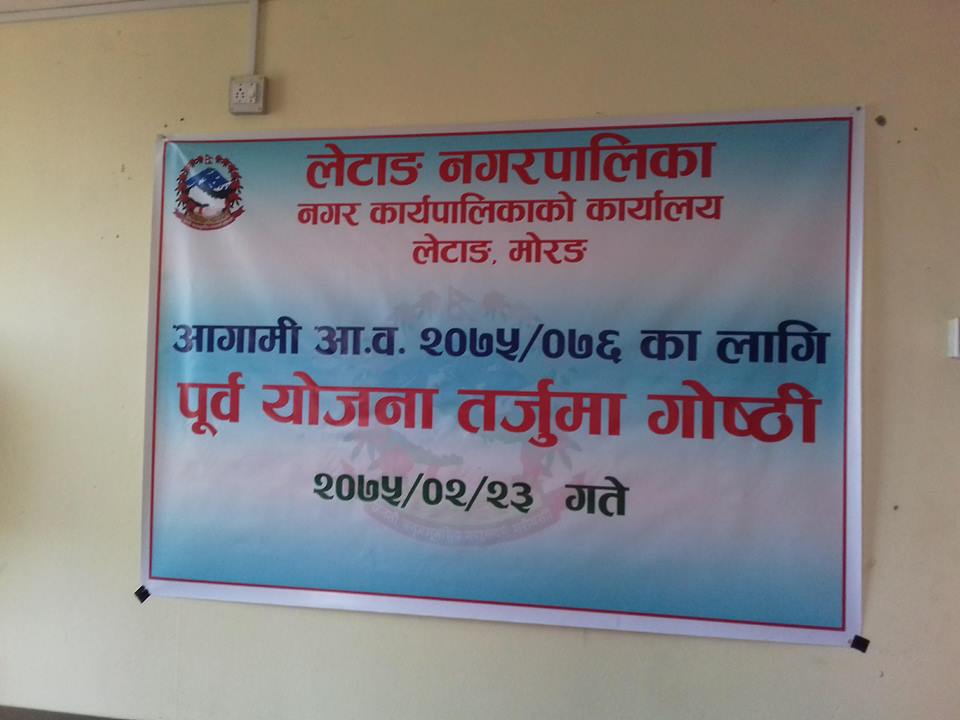 लेटाङ नगरपालिका
नगर कार्यपालिकाको कार्यालय
लेटाङ, मोरङ
आगामी आ.व. २०७५/०७६ का लागि
पूर्व योजना तर्जुमा गोष्ठी
२०७५/०२/२३ गते